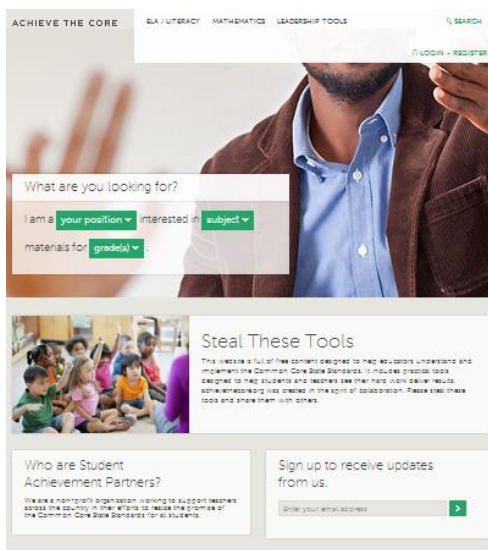 ACHIEVE THE CORE
ELA / LITERACY MATHEMATICS LEADERSHIP TOOLS
SEARCH
LOGIN - REGISTER
What are you looking for?
I am a your position interested in subject
materials for grade(s) .
Steal These Tools
This website is full of free content designed to help educators understand and
implement the Common Core State Standards. It includes practical tools
designed to help students and teachers see their hard work deliver results.
achievethecore.org was created in the spirit of collaboration. Please steal these
tools and share them with others.
Who are Student
Achievement Partners?
We are a non-profit organization working to support teachers
across the country in their efforts to realize the promise of
the Common Core State Standards for all students.
Sign up to receive updates
from us.
Enter your email address